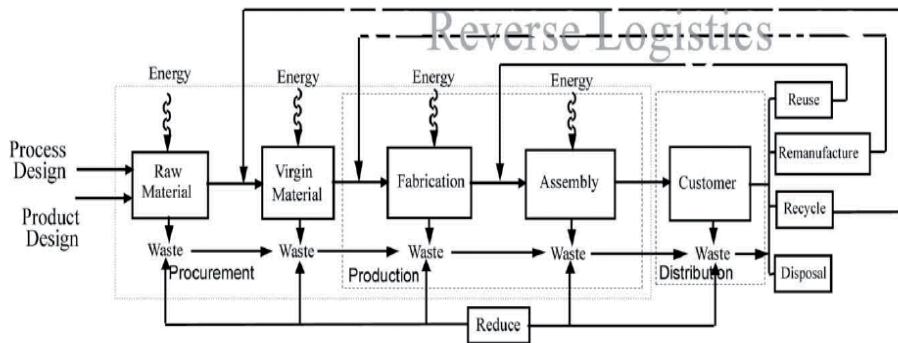 Reverse Logistics
Energy
Energy
Energy
Energy
Reuse
Process
Design
Raw
Material
Virgin
Material
Fabrication
Assembly
Customer
Remanufacture
Product
Design
Recycle
Waste
Waste
Waste
Waste
Waste
Procurement
Production
Distribution
Disposal
Reduce